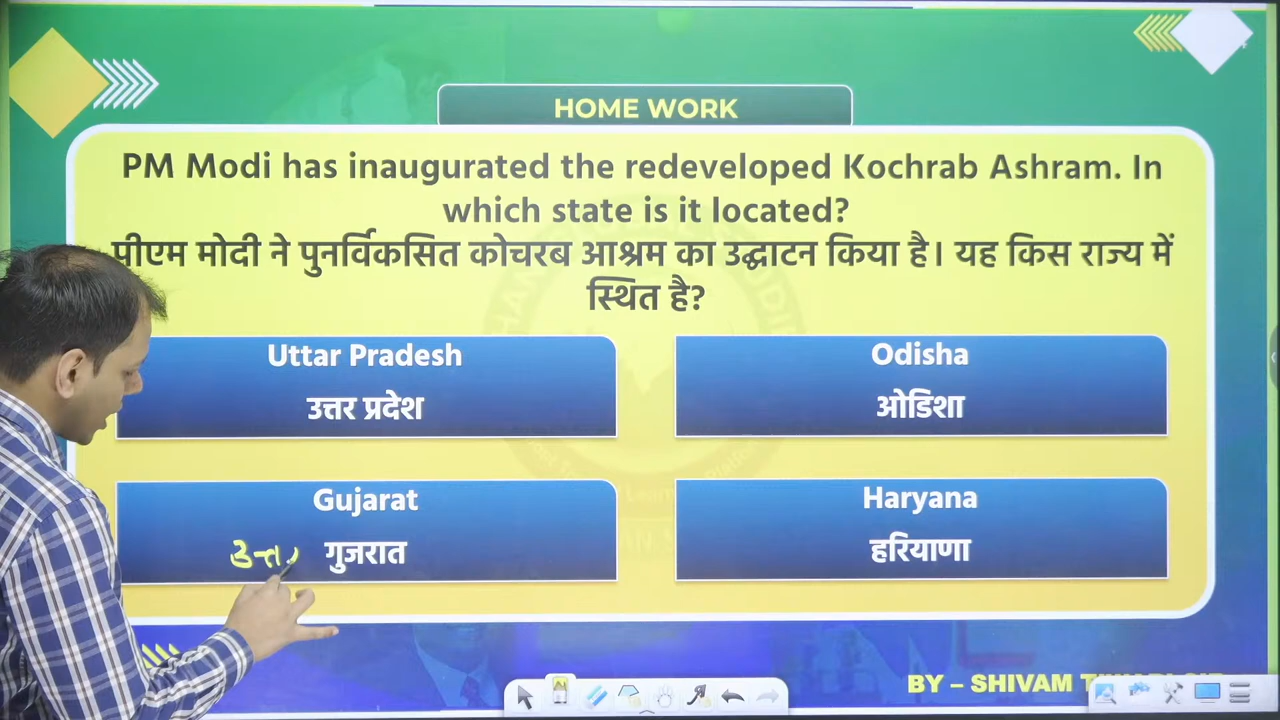 HOME WORK
PM Modi has inaugurated the redeveloped Kochrab Ashram. In
which state is it located?
पीएम मोदी ने पुनर्विकसित कोचरब आश्रम का उद्घाटन किया है। यह किस राज्य में
स्थित है?
Uttar Pradesh
उत्तर प्रदेश
Odisha
ओडिशा
Gujarat
उत्तर गुजरात
Haryana
हरियाणा
BY – SHIVAM